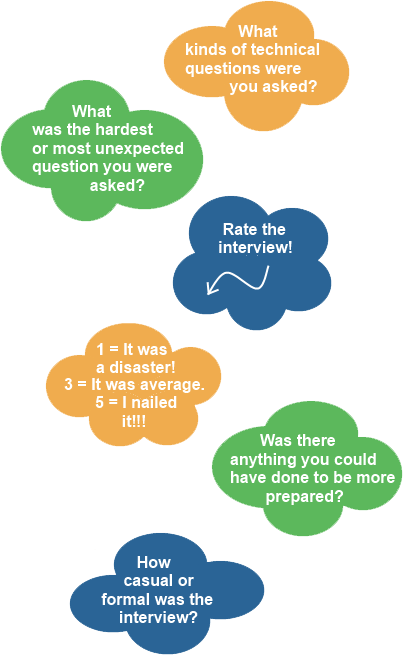 What
kinds of technical
questions were
you asked?
What
was the hardest
or most unexpected
question you were
asked?
Rate the
interview!
1 = It was
a disaster!
3 = It was average.
5 = I nailed
it!!!
Was there
anything you could
have done to be more
prepared?
How
casual or
formal was the
interview?